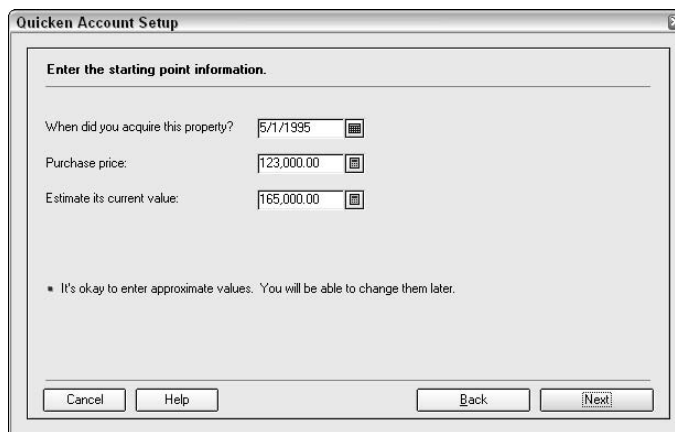 Quicken Account Setup
Enter the starting point information.
When did you acquire this property? 5/1/1995
Purchase price: 123,000.00
Estimate its current value: 165,000.00
It's okay to enter approximate values. You will be able to change them later.
Cancel Help Back Next